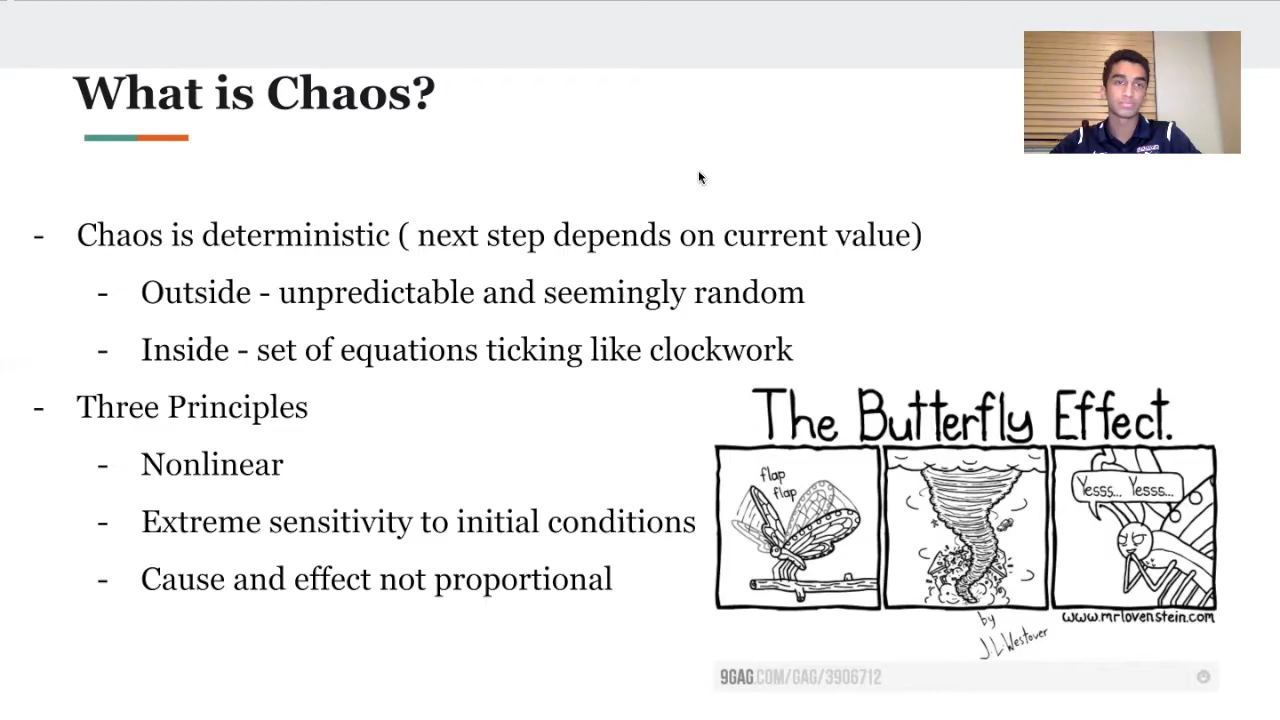 What is Chaos?
- Chaos is deterministic ( next step depends on current value)
- Outside - unpredictable and seemingly random
- Inside - set of equations ticking like clockwork
- Three Principles
- Nonlinear
- Extreme sensitivity to initial conditions
- Cause and effect not proportional
The Butterfly Effect.
flap
flap
Yesss... Yesss...
www.mrlovenstein.com
by
J.L Westover
9GAG.COM/GAG/3906712